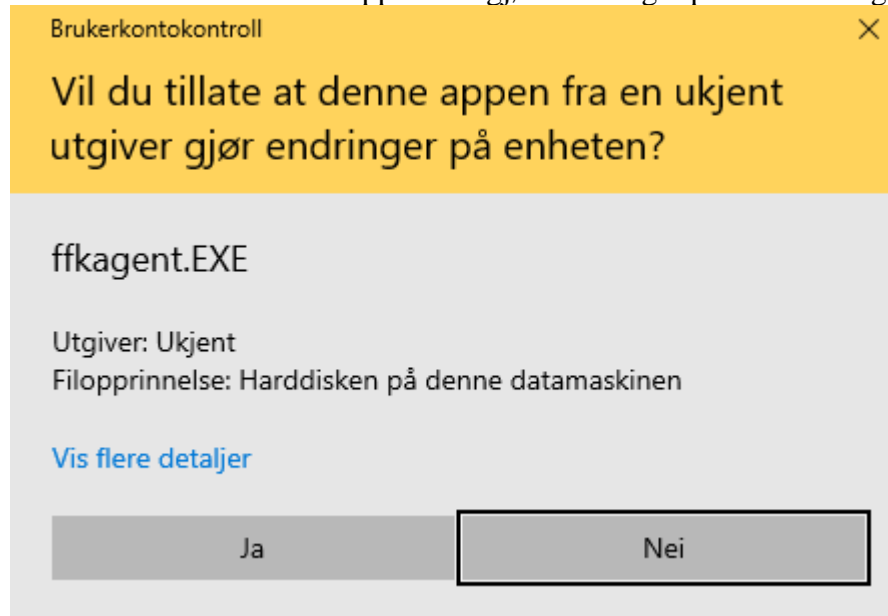 Brukerkontokontroll
Vil du tillate at denne appen fra en ukjent
utgiver gjør endringer på enheten?
ffkagent.EXE
Utgiver: Ukjent
Filopprinnelse: Harddisken på denne datamaskinen
Vis flere detaljer
Ja
Nei